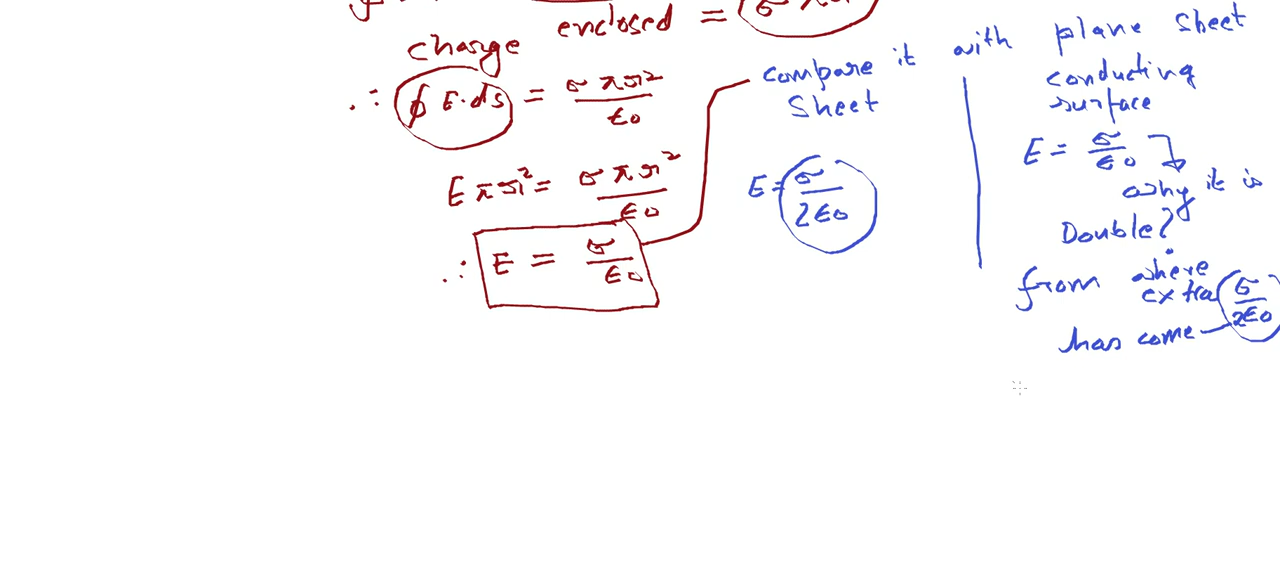 enclosed =
charge
∴ ∮ E·ds = σπr² / ε0
E πr² = σπr² / ε0
∴ E = σ / ε0
compare it with plane sheet
Sheet
E = σ / 2ε0
conducting
surface
E = σ / ε0
why it is
Double?
from where
extra σ / 2ε0
has come